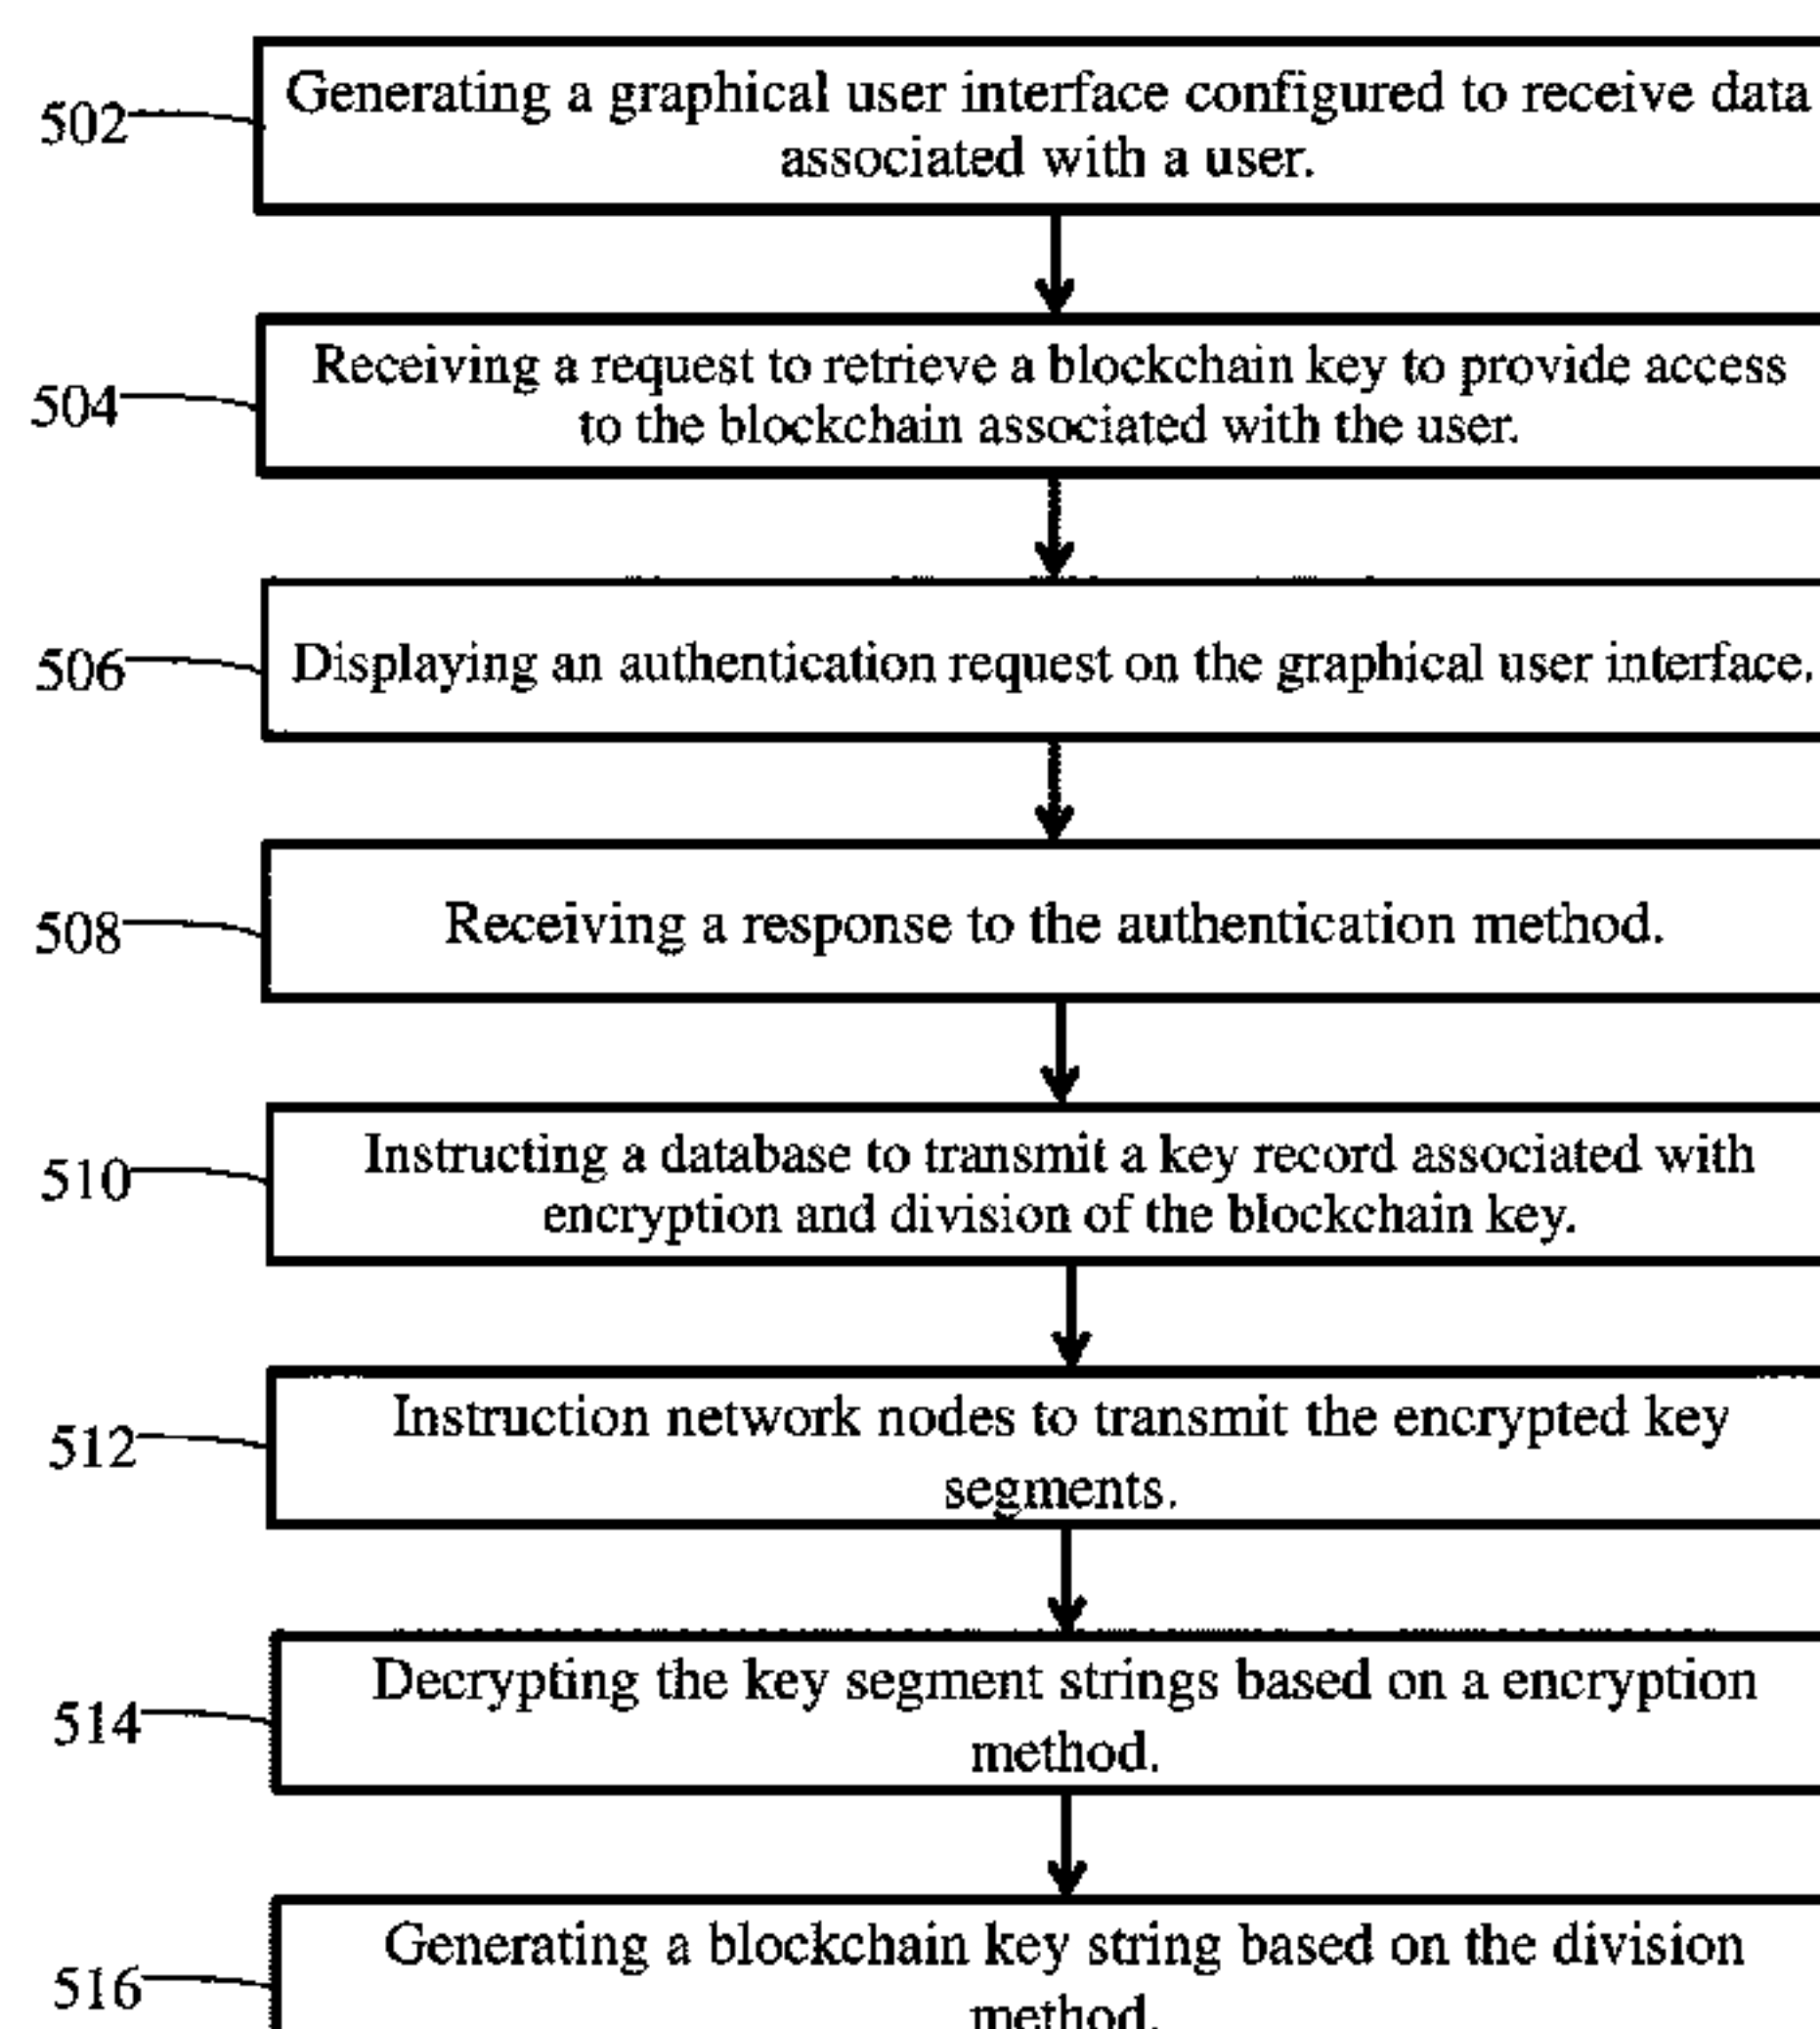 502
Generating a graphical user interface configured to receive data
associated with a user.
504
Receiving a request to retrieve a blockchain key to provide access
to the blockchain associated with the user.
506
Displaying an authentication request on the graphical user interface.
508
Receiving a response to the authentication method.
510
Instructing a database to transmit a key record associated with
encryption and division of the blockchain key.
512
Instruction network nodes to transmit the encrypted key
segments.
514
Decrypting the key segment strings based on a encryption
method.
516
Generating a blockchain key string based on the division
method.